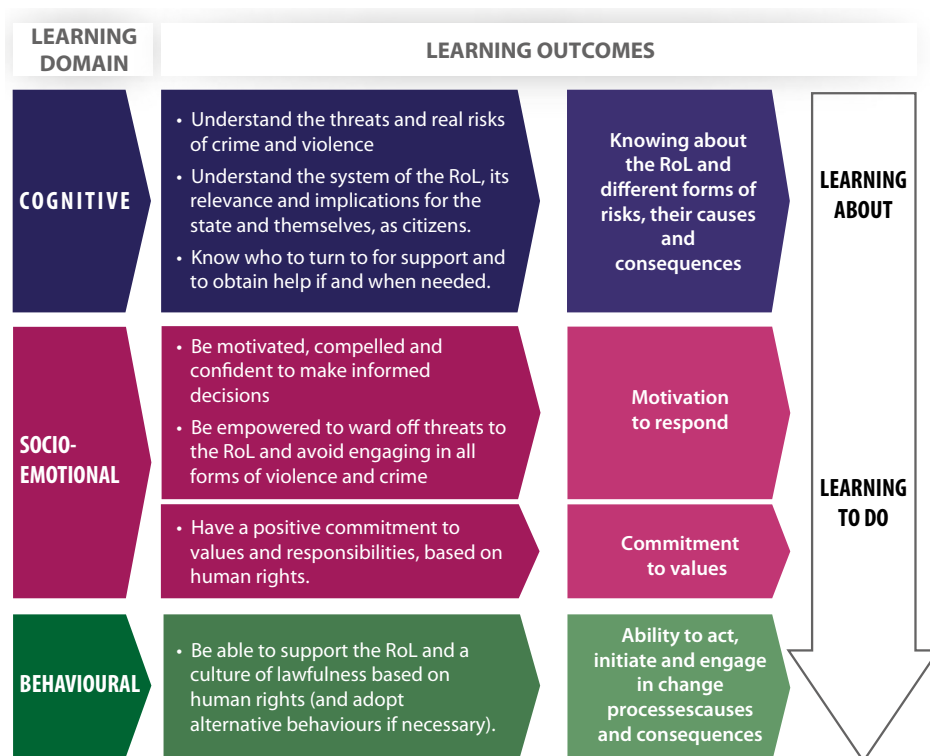 LEARNING
DOMAIN
LEARNING OUTCOMES
COGNITIVE
• Understand the threats and real risks
of crime and violence
• Understand the system of the RoL, its
relevance and implications for the
state and themselves, as citizens.
• Know who to turn to for support and
to obtain help if and when needed.
Knowing about
the RoL and
different forms of
risks, their causes
and
consequences
LEARNING
ABOUT
SOCIO-
EMOTIONAL
• Be motivated, compelled and
confident to make informed
decisions
• Be empowered to ward off threats to
the RoL and avoid engaging in all
forms of violence and crime
Motivation
to respond
• Have a positive commitment to
values and responsibilities, based on
human rights.
Commitment
to values
LEARNING
TO DO
BEHAVIOURAL
• Be able to support the RoL and a
culture of lawfulness based on
human rights (and adopt
alternative behaviours if necessary).
Ability to act,
initiate and engage
in change
processescauses
and consequences